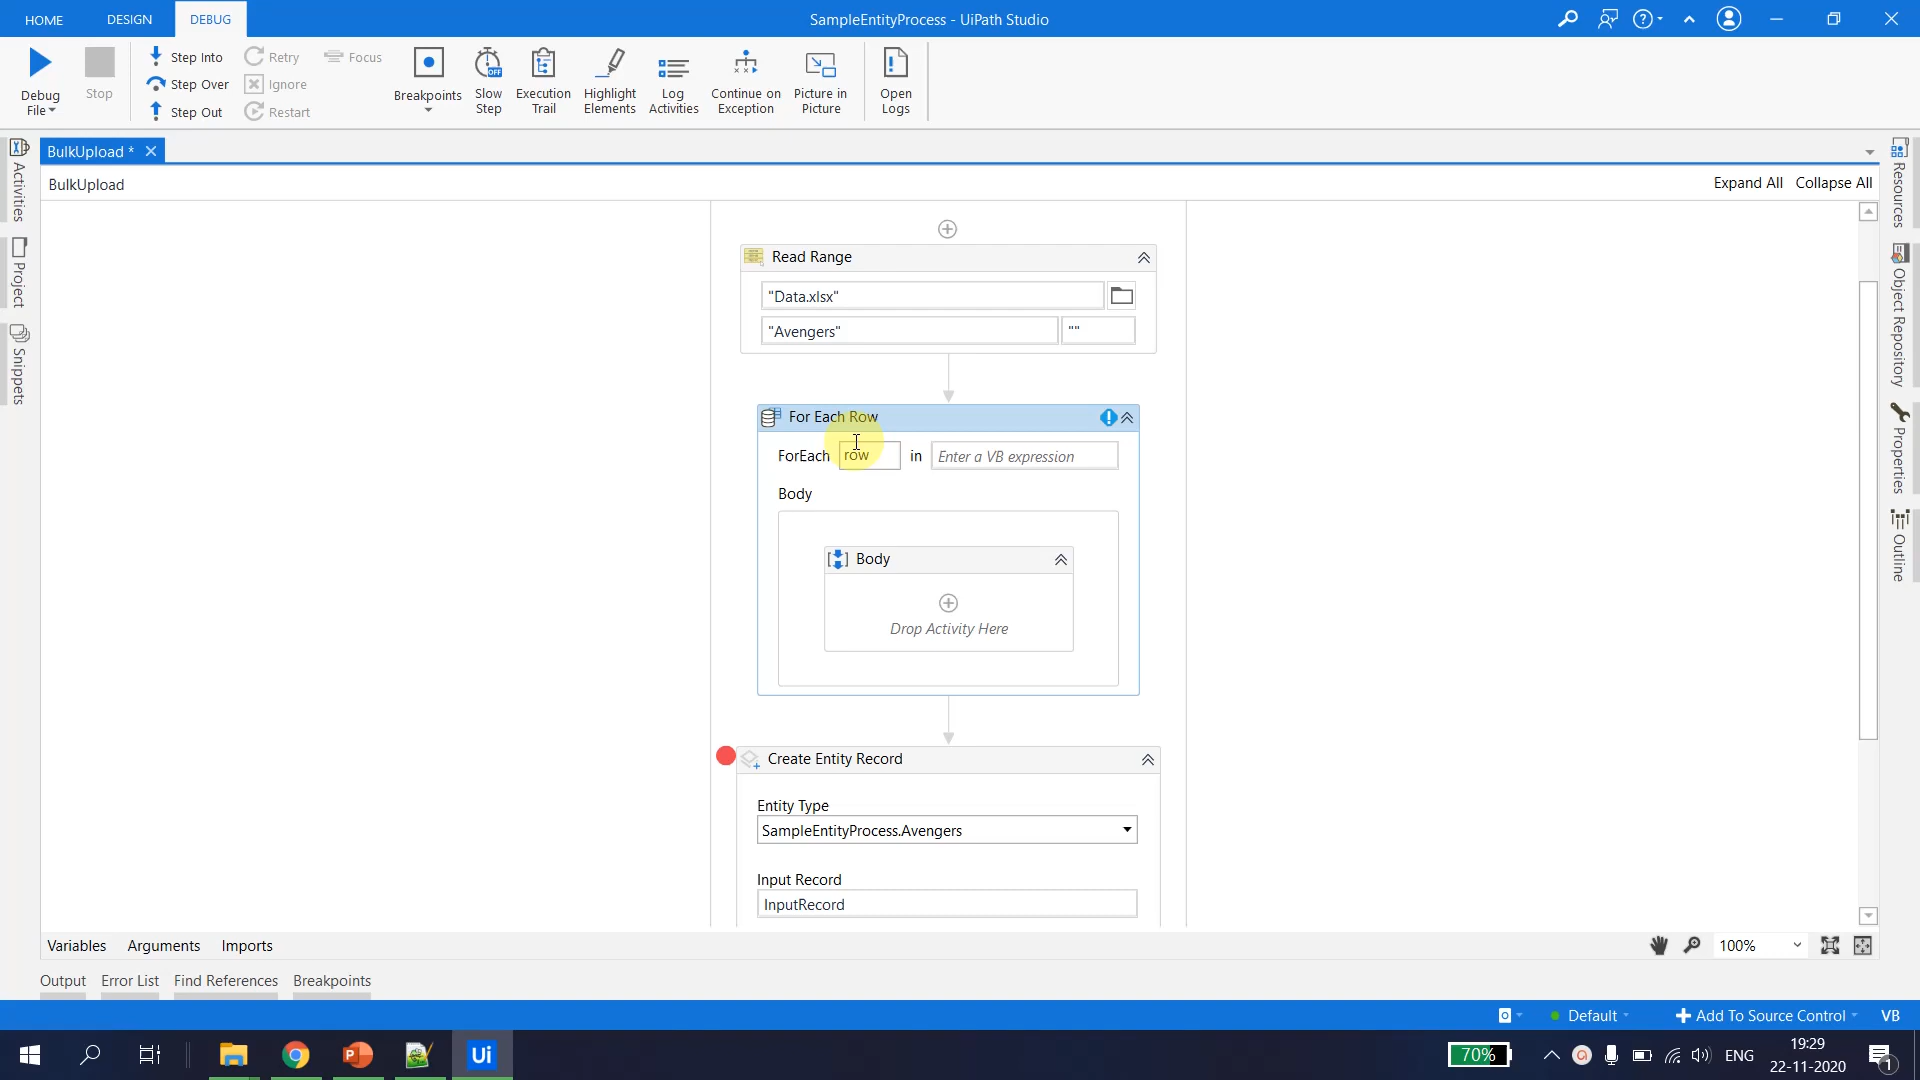 HOME DESIGN DEBUG SampleEntityProcess - UiPath Studio
Debug File
Stop
Step Into
Step Over
Step Out
Retry
Ignore
Restart
Focus
Breakpoints
OFF
Slow Step
Execution Trail
Highlight Elements
Log Activities
Continue on Exception
Picture in Picture
Open Logs
BulkUpload *
BulkUpload Expand All Collapse All
Activities
Project
Snippets
Resources
Object Repository
Properties
Outline
Read Range
"Data.xlsx"
"Avengers" ""
For Each Row
ForEach row in Enter a VB expression
Body
Body
Drop Activity Here
Create Entity Record
Entity Type
SampleEntityProcess.Avengers
Input Record
InputRecord
Variables Arguments Imports 100%
Output Error List Find References Breakpoints
Default Add To Source Control VB
Ui 70% ENG 19:29
22-11-2020
1